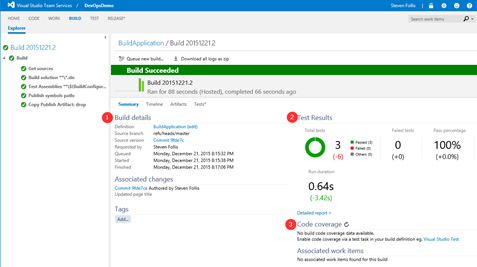 Visual Studio Team Services / DevOpsDemo
Steven Follis
HOME CODE WORK BUILD TEST RELEASE*
Search work items
Explorer
Build 20151221.2
Build
Get sources
Build solution **\*.sln
Test Assemblies **\$(BuildConfigur...
Publish symbols path
Copy Publish Artifact: drop
BuildApplication / Build 20151221.2
Queue new build...
Download all logs as zip
Build Succeeded
Build 20151221.2
Ran for 88 seconds (Hosted), completed 66 seconds ago
Summary Timeline Artifacts Tests*
1 Build details
Definition BuildApplication (edit)
Source branch refs/heads/master
Source version Commit 9fde7c
Requested by Steven Follis
Queued Monday, December 21, 2015 8:15:32 PM
Started Monday, December 21, 2015 8:15:38 PM
Finished Monday, December 21, 2015 8:17:06 PM
Associated changes
Commit 9fde7ce Authored by Steven Follis
Updated page title
Tags
Add...
2 Test Results
Total tests
3
(-6)
Passed (3)
Failed (0)
Others (0)
Failed tests
0
(+0)
Pass percentage
100%
(+0.0%)
Run duration
0.64s
(-3.42s)
Detailed report >
3 Code coverage
No build code coverage data available.
Enable code coverage via a test task in your build definition eg. Visual Studio Test
Associated work items
No associated work items found for this build